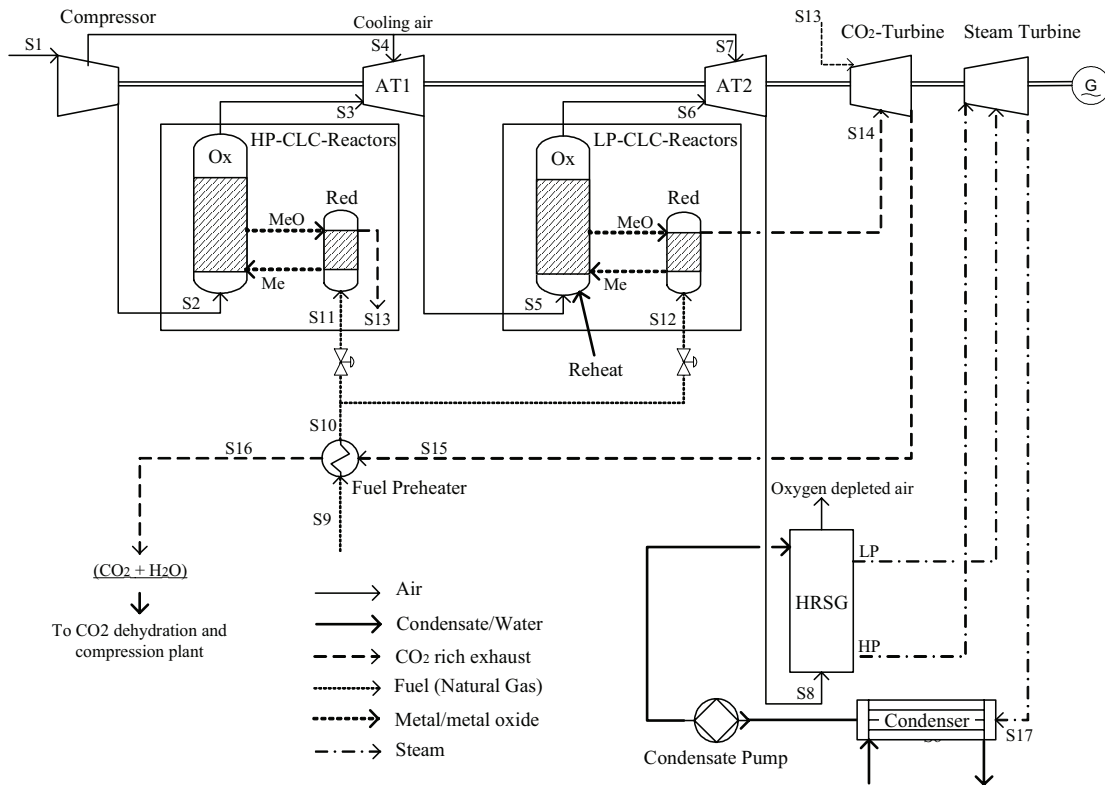 Compressor
Cooling air
S13
CO2-Turbine
Steam Turbine
S1
S4
S7
AT1
AT2
G
S3
S6
S14
HP-CLC-Reactors
LP-CLC-Reactors
Ox
Ox
Red
Red
MeO
MeO
Me
Me
S2
S11
S13
S5
S12
Reheat
S10
S16
S15
Fuel Preheater
S9
Oxygen depleted air
(CO2 + H2O)
LP
HRSG
HP
To CO2 dehydration and
compression plant
Air
Condensate/Water
CO2 rich exhaust
Fuel (Natural Gas)
Metal/metal oxide
Steam
S8
Condenser
S17
Condensate Pump